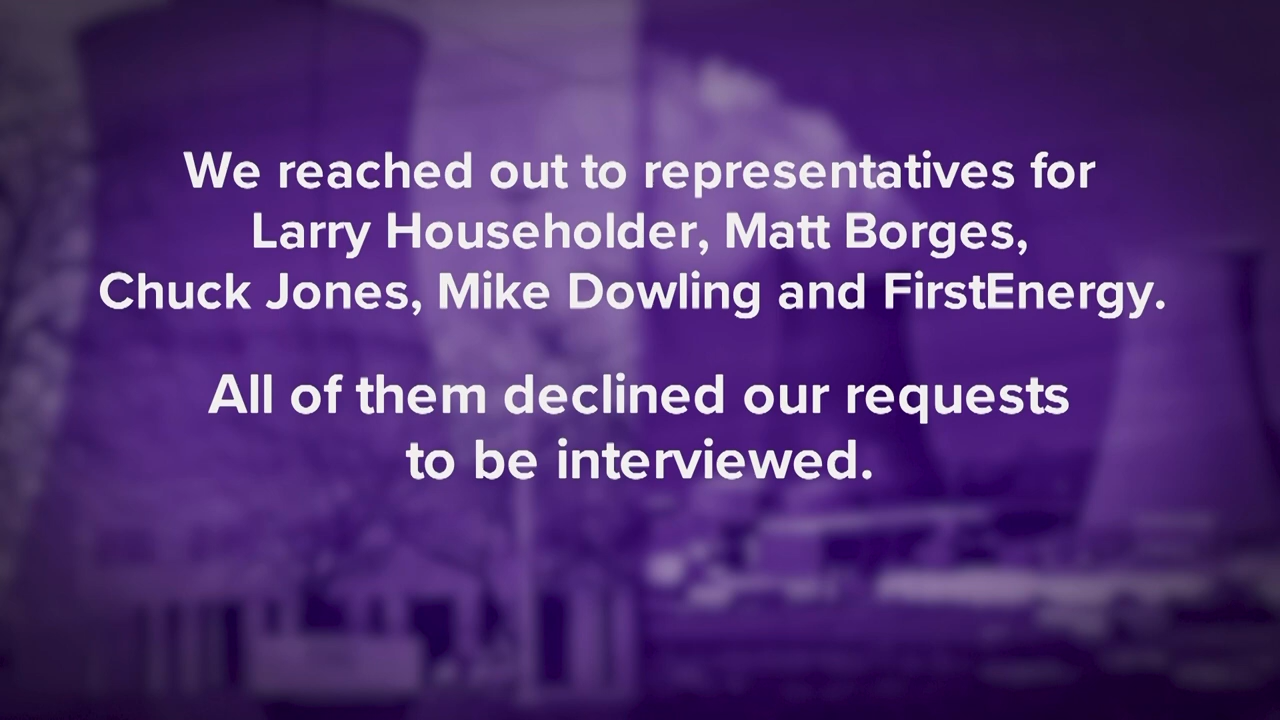 We reached out to representatives for
Larry Householder, Matt Borges,
Chuck Jones, Mike Dowling and FirstEnergy.
All of them declined our requests
to be interviewed.